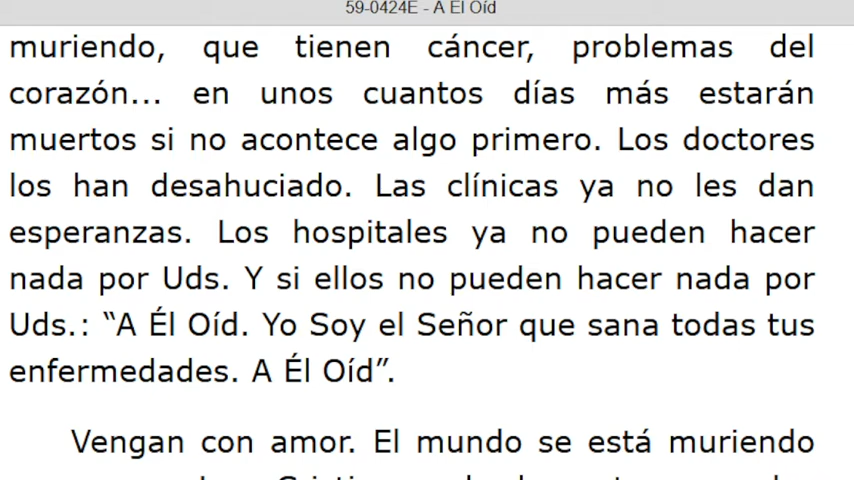 59-0424E - A Él Oíd
muriendo, que tienen cáncer, problemas del
corazón... en unos cuantos días más estarán
muertos si no acontece algo primero. Los doctores
los han desahuciado. Las clínicas ya no les dan
esperanzas. Los hospitales ya no pueden hacer
nada por Uds. Y si ellos no pueden hacer nada por
Uds.: “A Él Oíd. Yo Soy el Señor que sana todas tus
enfermedades. A Él Oíd”.
Vengan con amor. El mundo se está muriendo